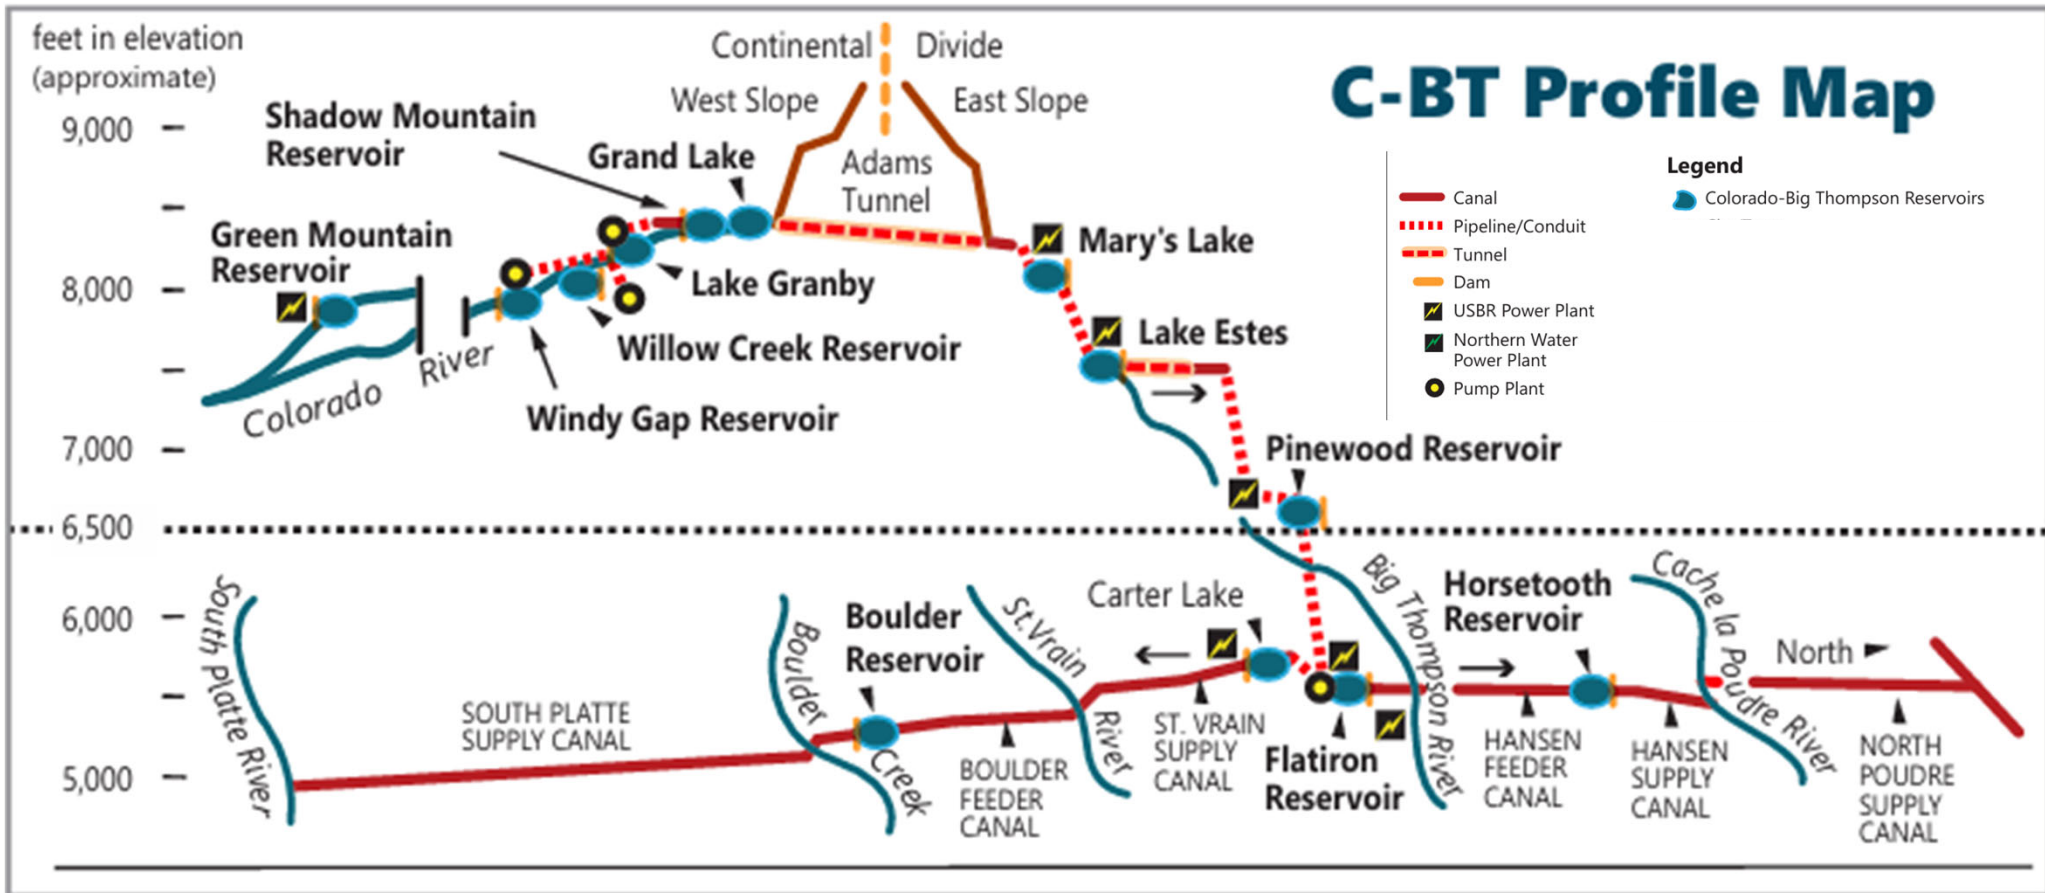 feet in elevation
(approximate)
C-BT Profile Map
Continental Divide
West Slope
East Slope
9,000
8,000
7,000
6,500
6,000
5,000
Shadow Mountain
Reservoir
Grand Lake
Adams
Tunnel
Green Mountain
Reservoir
Lake Granby
Willow Creek Reservoir
Windy Gap Reservoir
Colorado
River
Mary's Lake
Lake Estes
Pinewood Reservoir
Legend
Canal
Pipeline/Conduit
Tunnel
Dam
USBR Power Plant
Northern Water
Power Plant
Pump Plant
Colorado-Big Thompson Reservoirs
South Platte River
SOUTH PLATTE
SUPPLY CANAL
Boulder
Creek
Boulder
Reservoir
BOULDER
FEEDER
CANAL
St.Vrain
River
Carter Lake
ST. VRAIN
SUPPLY
CANAL
Flatiron
Reservoir
Big Thompson River
Horsetooth
Reservoir
HANSEN
FEEDER
CANAL
HANSEN
SUPPLY
CANAL
Cache la Poudre River
North
NORTH
POUDRE
SUPPLY
CANAL